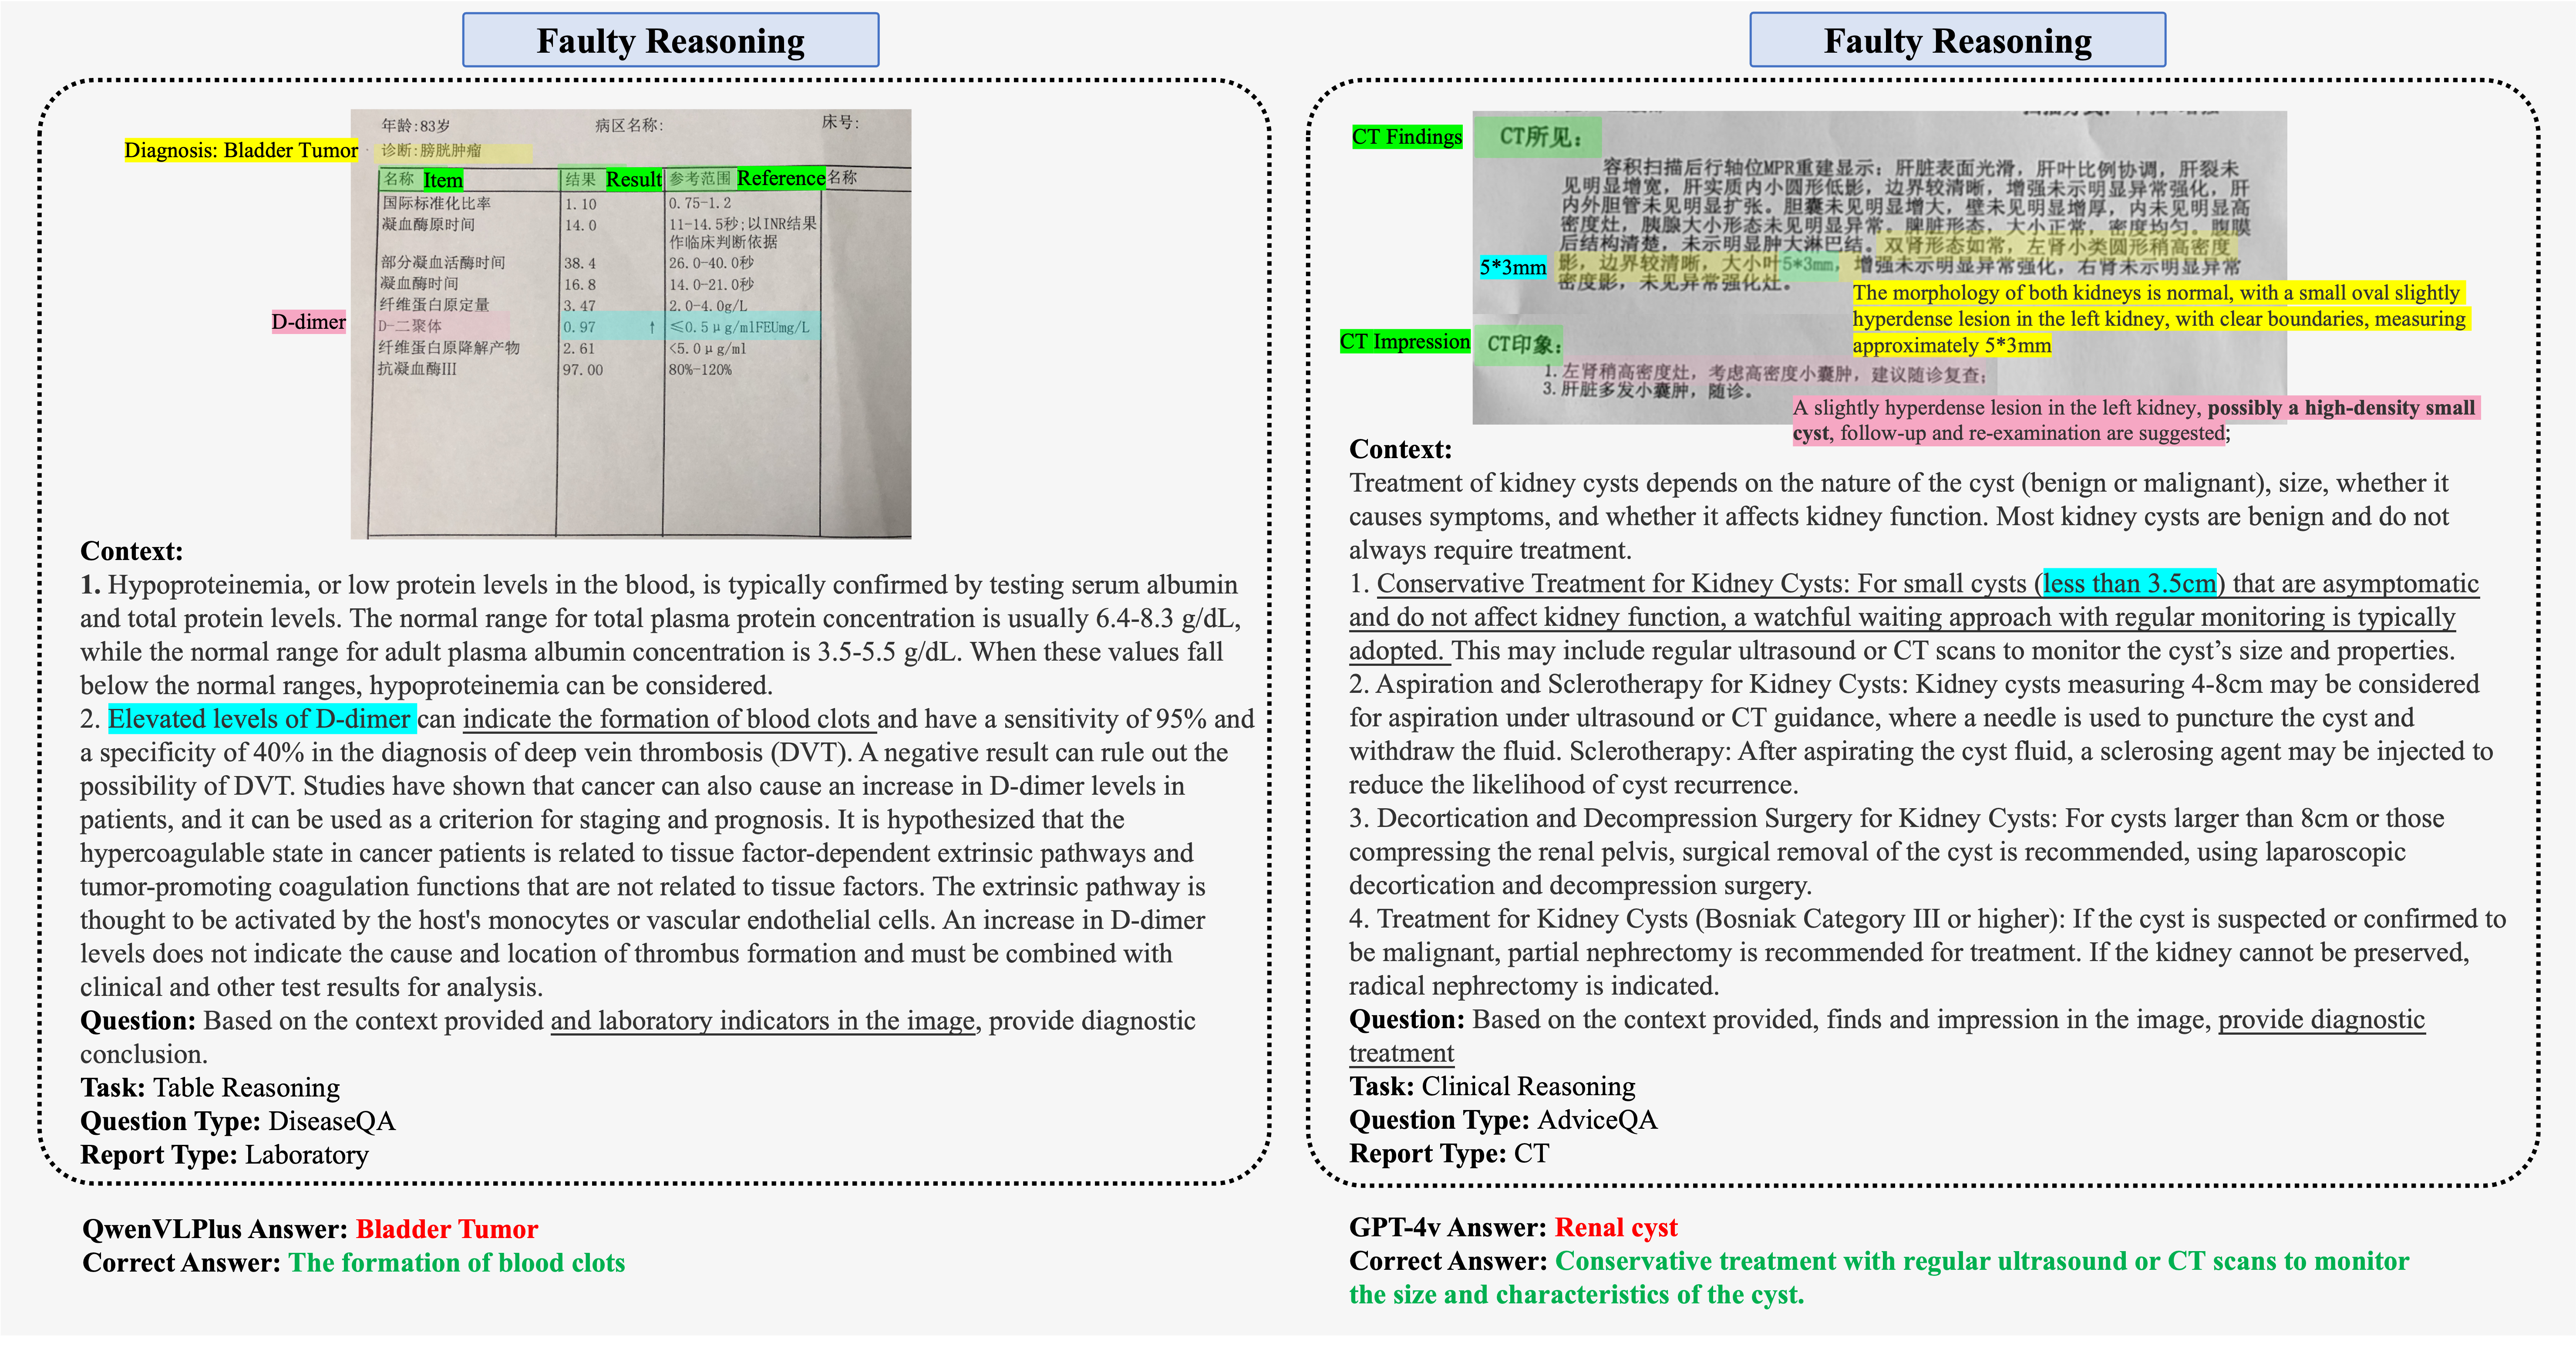 Faulty Reasoning
年龄:83岁 病区名称: 床号:
Diagnosis: Bladder Tumor 诊断:膀胱肿瘤
名称 Item 结果 Result 参考范围 Reference 名称
国际标准化比率 1.10 0.75-1.2
凝血酶原时间 14.0 11-14.5秒;以INR结果
作临床判断依据
部分凝血活酶时间 38.4 26.0-40.0秒
凝血酶时间 16.8 14.0-21.0秒
纤维蛋白原定量 3.47 2.0-4.0g/L
D-dimer D-二聚体 0.97 ↑ ≤0.5μg/mlFEUmg/L
纤维蛋白原降解产物 2.61 <5.0μg/ml
抗凝血酶III 97.00 80%-120%
Context:
1. Hypoproteinemia, or low protein levels in the blood, is typically confirmed by testing serum albumin
and total protein levels. The normal range for total plasma protein concentration is usually 6.4-8.3 g/dL,
while the normal range for adult plasma albumin concentration is 3.5-5.5 g/dL. When these values fall
below the normal ranges, hypoproteinemia can be considered.
2. Elevated levels of D-dimer can indicate the formation of blood clots and have a sensitivity of 95% and
a specificity of 40% in the diagnosis of deep vein thrombosis (DVT). A negative result can rule out the
possibility of DVT. Studies have shown that cancer can also cause an increase in D-dimer levels in
patients, and it can be used as a criterion for staging and prognosis. It is hypothesized that the
hypercoagulable state in cancer patients is related to tissue factor-dependent extrinsic pathways and
tumor-promoting coagulation functions that are not related to tissue factors. The extrinsic pathway is
thought to be activated by the host's monocytes or vascular endothelial cells. An increase in D-dimer
levels does not indicate the cause and location of thrombus formation and must be combined with
clinical and other test results for analysis.
Question: Based on the context provided and laboratory indicators in the image, provide diagnostic
conclusion.
Task: Table Reasoning
Question Type: DiseaseQA
Report Type: Laboratory
QwenVLPlus Answer: Bladder Tumor
Correct Answer: The formation of blood clots
Faulty Reasoning
CT Findings CT所见:
容积扫描后行轴位MPR重建显示: 肝脏表面光滑, 肝叶比例协调, 肝裂未
见明显增宽, 肝实质内小圆形低影, 边界较清晰, 增强未示明显异常强化, 肝
内外胆管未见明显扩张。胆囊未见明显增大, 壁未见明显增厚, 内未见明显高
密度灶, 胰腺大小形态未见明显异常。脾脏形态, 大小正常, 密度均匀。腹膜
后结构清楚, 未示明显肿大淋巴结。双肾形态如常, 左肾小类圆形稍高密度
5*3mm 影, 边界较清晰, 大小叶5*3mm, 增强未示明显异常强化, 右肾未示明显异常
密度影, 未见异常强化灶。
The morphology of both kidneys is normal, with a small oval slightly
hyperdense lesion in the left kidney, with clear boundaries, measuring
approximately 5*3mm
CT Impression CT印象:
1. 左肾稍高密度灶, 考虑高密度小囊肿, 建议随诊复查;
3. 肝脏多发小囊肿, 随诊。
A slightly hyperdense lesion in the left kidney, possibly a high-density small
cyst, follow-up and re-examination are suggested;
Context:
Treatment of kidney cysts depends on the nature of the cyst (benign or malignant), size, whether it
causes symptoms, and whether it affects kidney function. Most kidney cysts are benign and do not
always require treatment.
1. Conservative Treatment for Kidney Cysts: For small cysts (less than 3.5cm) that are asymptomatic
and do not affect kidney function, a watchful waiting approach with regular monitoring is typically
adopted. This may include regular ultrasound or CT scans to monitor the cyst’s size and properties.
2. Aspiration and Sclerotherapy for Kidney Cysts: Kidney cysts measuring 4-8cm may be considered
for aspiration under ultrasound or CT guidance, where a needle is used to puncture the cyst and
withdraw the fluid. Sclerotherapy: After aspirating the cyst fluid, a sclerosing agent may be injected to
reduce the likelihood of cyst recurrence.
3. Decortication and Decompression Surgery for Kidney Cysts: For cysts larger than 8cm or those
compressing the renal pelvis, surgical removal of the cyst is recommended, using laparoscopic
decortication and decompression surgery.
4. Treatment for Kidney Cysts (Bosniak Category III or higher): If the cyst is suspected or confirmed to
be malignant, partial nephrectomy is recommended for treatment. If the kidney cannot be preserved,
radical nephrectomy is indicated.
Question: Based on the context provided, finds and impression in the image, provide diagnostic
treatment
Task: Clinical Reasoning
Question Type: AdviceQA
Report Type: CT
GPT-4v Answer: Renal cyst
Correct Answer: Conservative treatment with regular ultrasound or CT scans to monitor
the size and characteristics of the cyst.